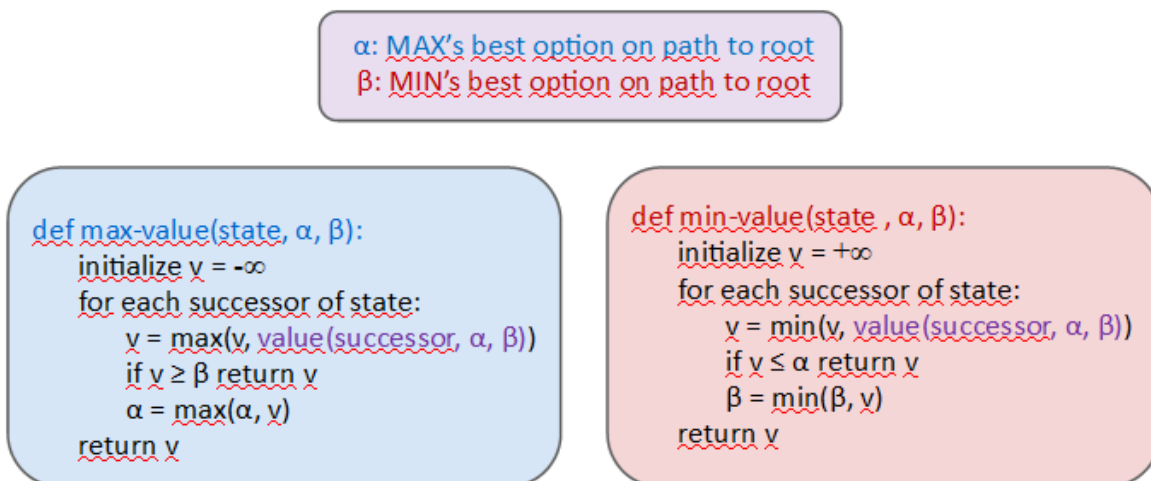 α: MAX's best option on path to root
β: MIN's best option on path to root
def max-value(state, α, β):
initialize v = -∞
for each successor of state:
v = max(v, value(successor, α, β))
if v ≥ β return v
α = max(α, v)
return v
def min-value(state , α, β):
initialize v = +∞
for each successor of state:
v = min(v, value(successor, α, β))
if v ≤ α return v
β = min(β, v)
return v